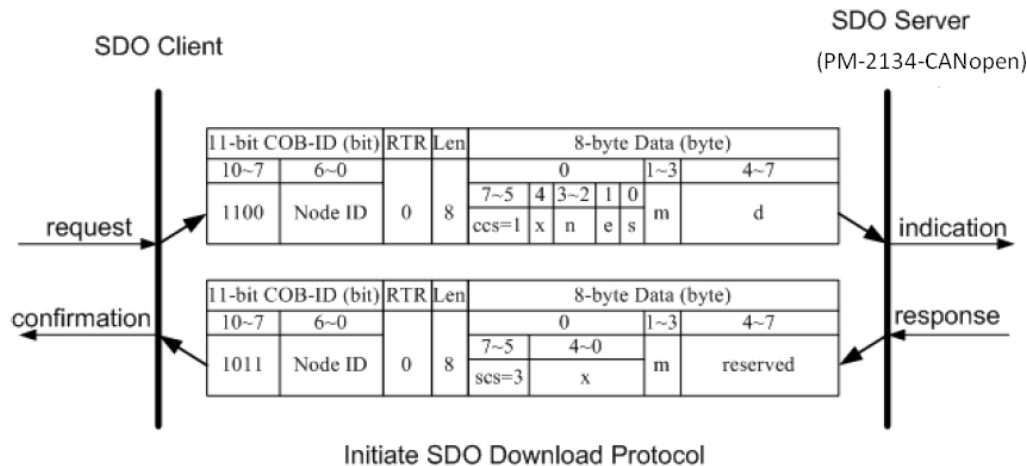 SDO Client
SDO Server
(PM-2134-CANopen)
11-bit COB-ID (bit) RTR Len 8-byte Data (byte)
10~7 6~0 0 1~3 4~7
7~5 4 3~2 1 0
1100 Node ID 0 8 m d
ccs=1 x n e s
request
indication
11-bit COB-ID (bit) RTR Len 8-byte Data (byte)
10~7 6~0 0 1~3 4~7
7~5 4~0
1011 Node ID 0 8 m reserved
scs=3 x
confirmation
response
Initiate SDO Download Protocol